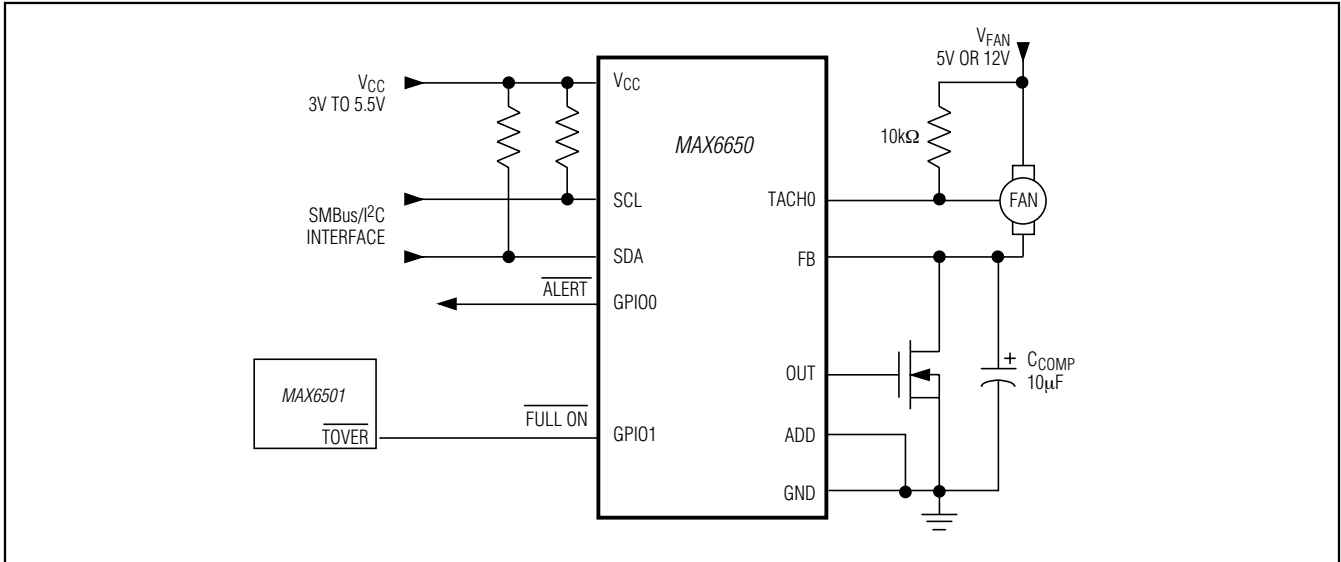 VCC
3V TO 5.5V
SMBus/I2C
INTERFACE
ALERT
MAX6501
TOVER
FULL ON
VCC
MAX6650
SCL
SDA
GPIO0
GPIO1
TACH0
FB
OUT
ADD
GND
VFAN
5V OR 12V
10kΩ
FAN
+
CCOMP
10µF